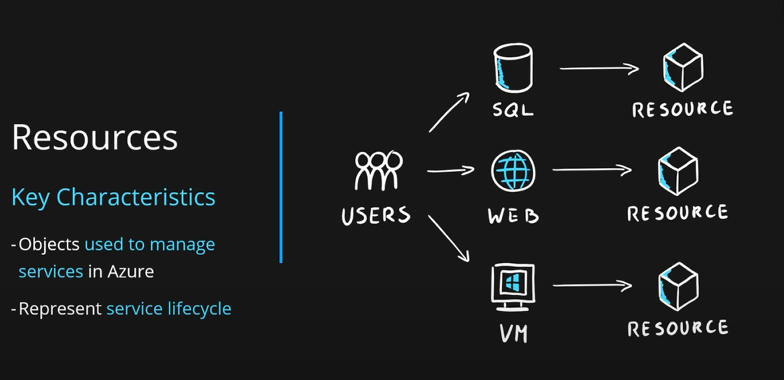 Resources
Key Characteristics
-Objects used to manage
services in Azure
-Represent service lifecycle
USERS
SQL
RESOURCE
WEB
RESOURCE
VM
RESOURCE